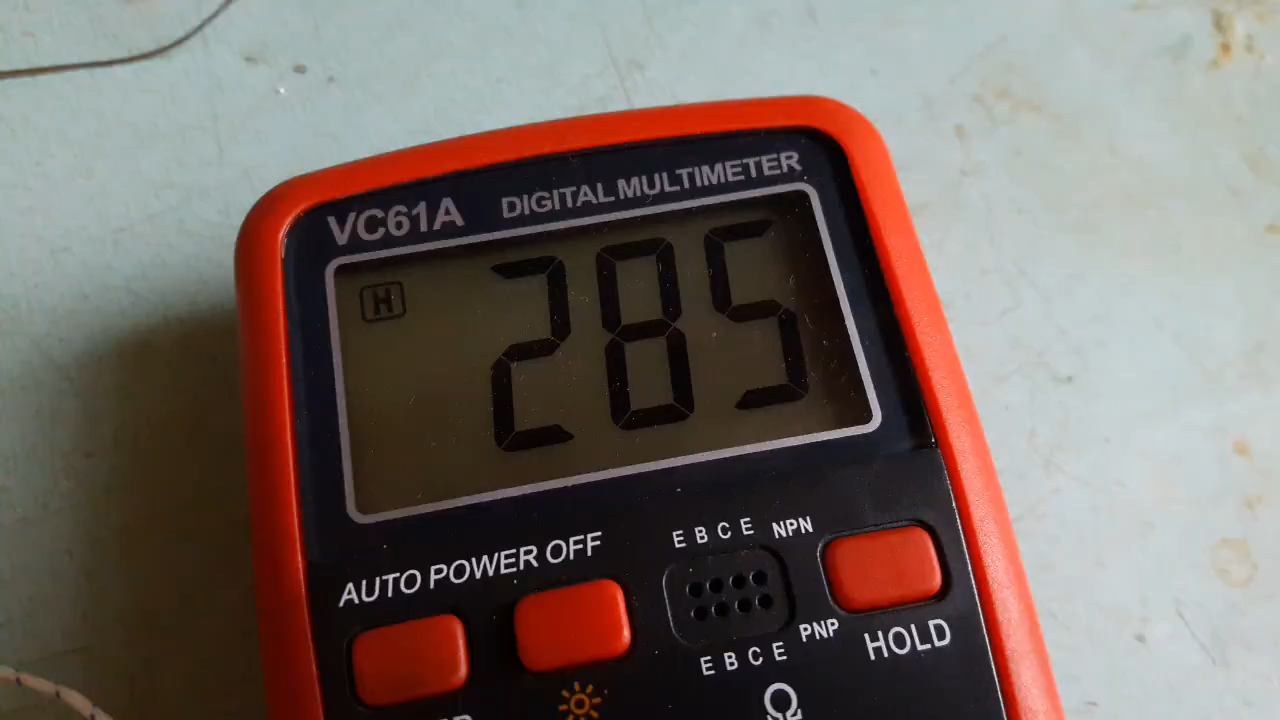 VC61A DIGITAL MULTIMETER
H 285
AUTO POWER OFF
E B C E NPN
PNP
E B C E
HOLD
Ω